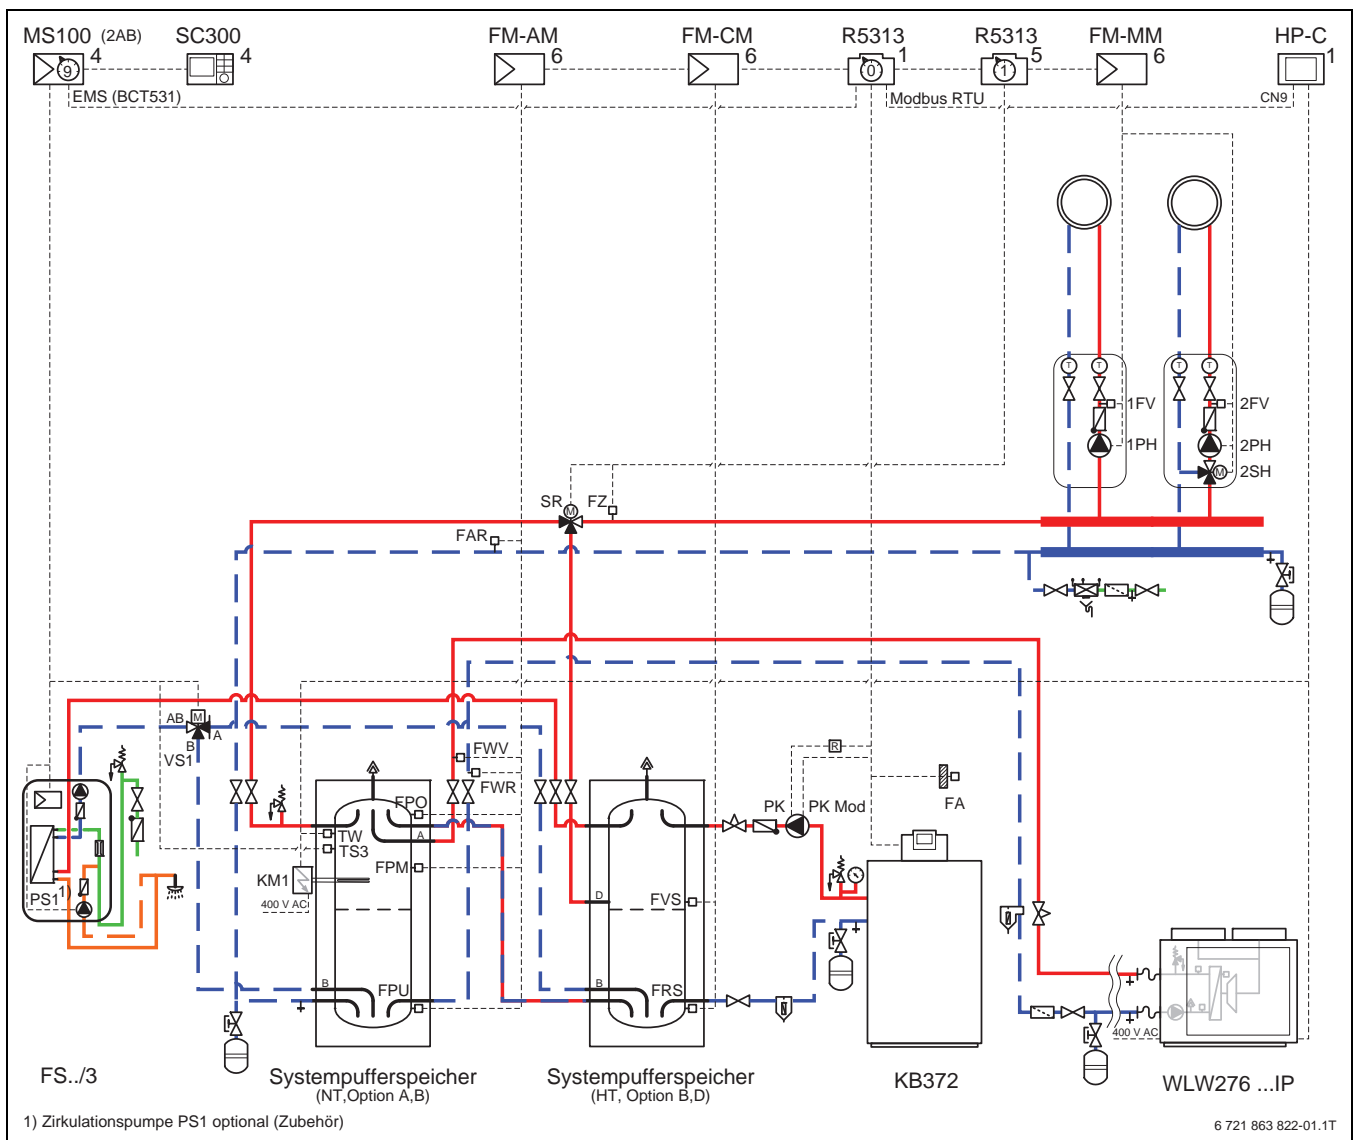 MS100 (2AB) SC300 FM-AM FM-CM R5313 R5313 FM-MM HP-C
4 4 6 6 1 5 6 1
9 0 1
EMS (BCT531) Modbus RTU CN9
T T T T
1FV 2FV
1PH 2PH
M 2SH
SR M FZ
FAR
AB M A
B
VS1
FWV
FWR
R
FA
PK PK Mod
FPO
TW A
TS3
FPM
KM1
400 V AC
D FVS
PS1 1)
B FPU B FRS
400 V AC
FS../3 Systempufferspeicher Systempufferspeicher KB372 WLW276 ...IP
(NT,Option A,B) (HT, Option B,D)
1) Zirkulationspumpe PS1 optional (Zubehör)
6 721 863 822-01.1T